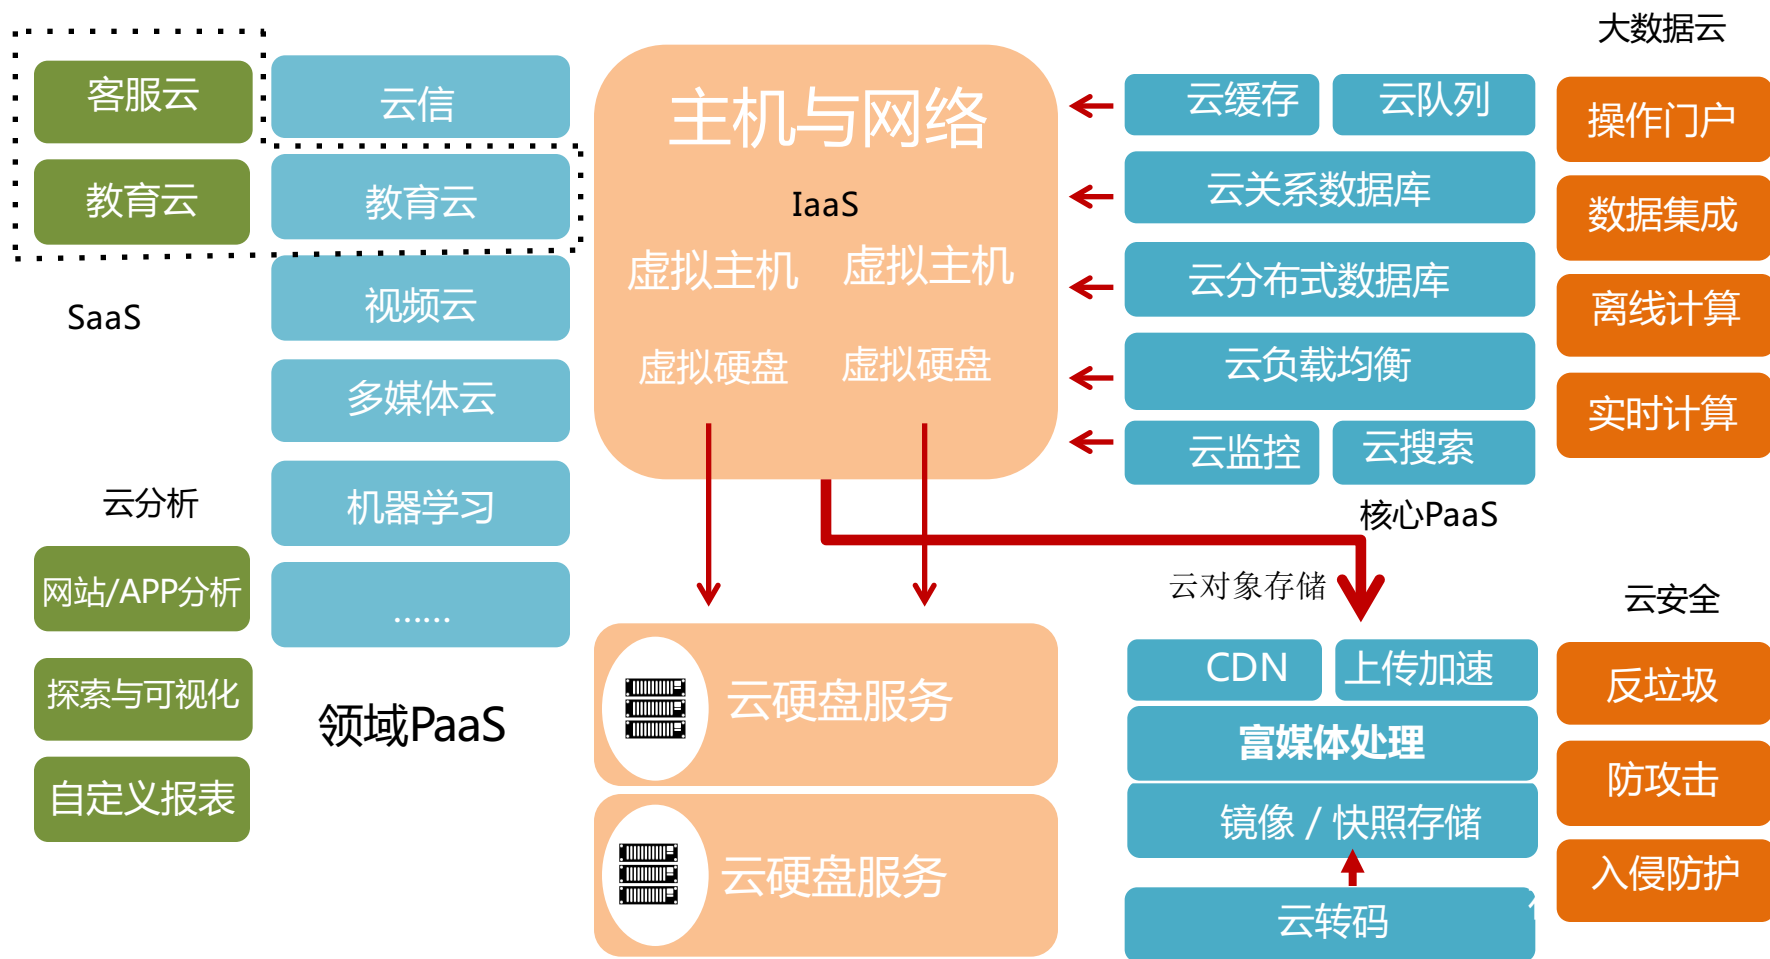 客服云
教育云
SaaS
云分析
网站/APP分析
探索与可视化
自定义报表
云信
教育云
视频云
多媒体云
机器学习
......
领域PaaS
主机与网络
IaaS
虚拟主机
虚拟主机
虚拟硬盘
虚拟硬盘
云硬盘服务
云硬盘服务
云缓存
云队列
云关系数据库
云分布式数据库
云负载均衡
云监控
云搜索
核心PaaS
云对象存储
CDN
上传加速
富媒体处理
镜像 / 快照存储
云转码
大数据云
操作门户
数据集成
离线计算
实时计算
云安全
反垃圾
防攻击
入侵防护